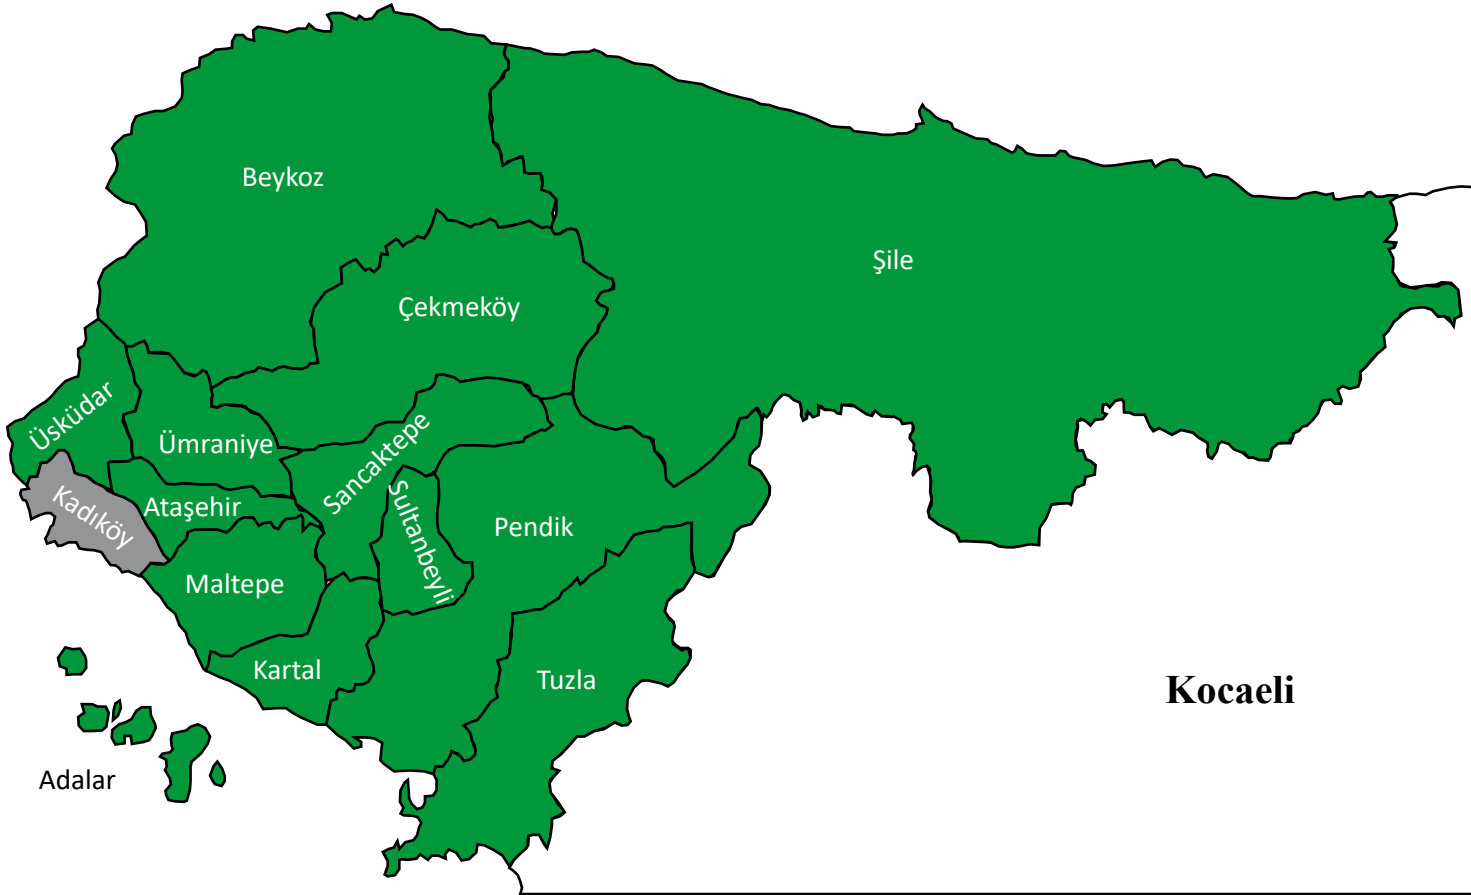 Beykoz
Şile
Çekmeköy
Üsküdar
Ümraniye
Sancaktepe
Kadıköy
Ataşehir
Sultanbeyli
Pendik
Maltepe
Kartal
Tuzla
Kocaeli
Adalar